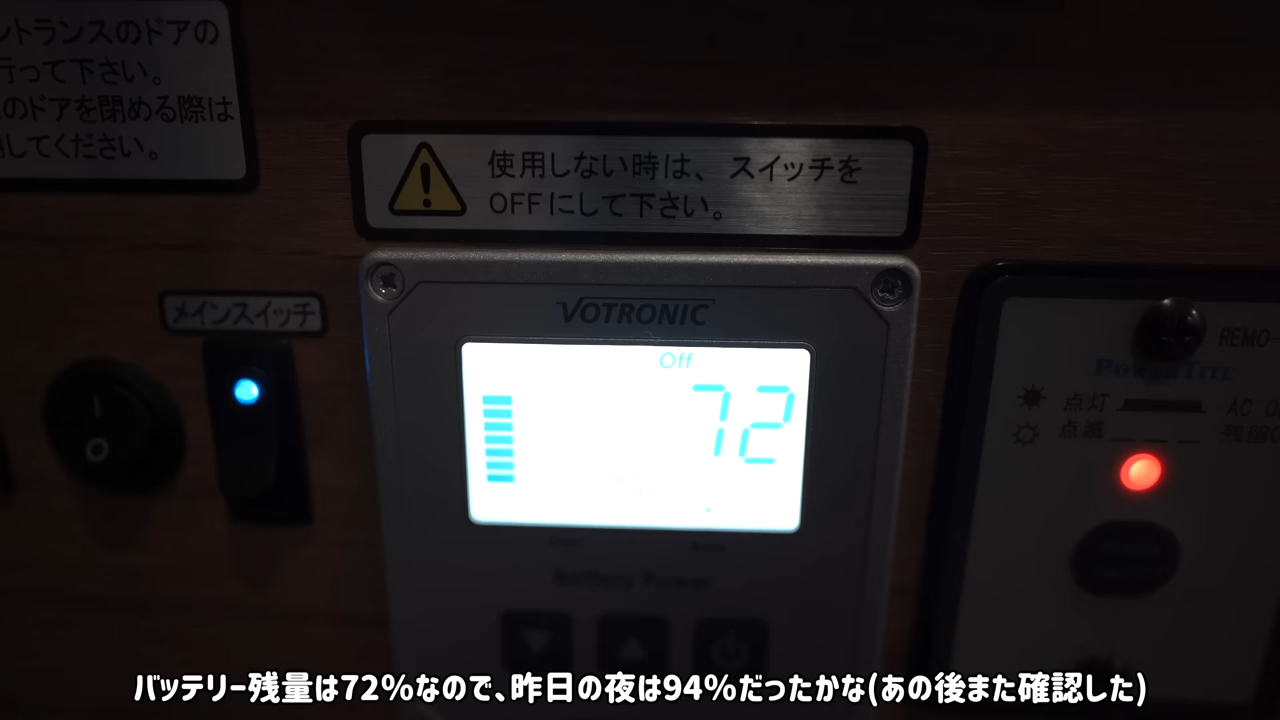 ントランスのドアの
行って下さい。
のドアを閉める際は
してください。
使用しない時は、スイッチを
OFFにして下さい。
メインスイッチ
VOTRONIC
Off
72
Battery Power
REMO-
POWERTITE
点灯
AC
点滅
残留
バッテリー残量は72%なので、昨日の夜は94%だったかな(あの後また確認した)